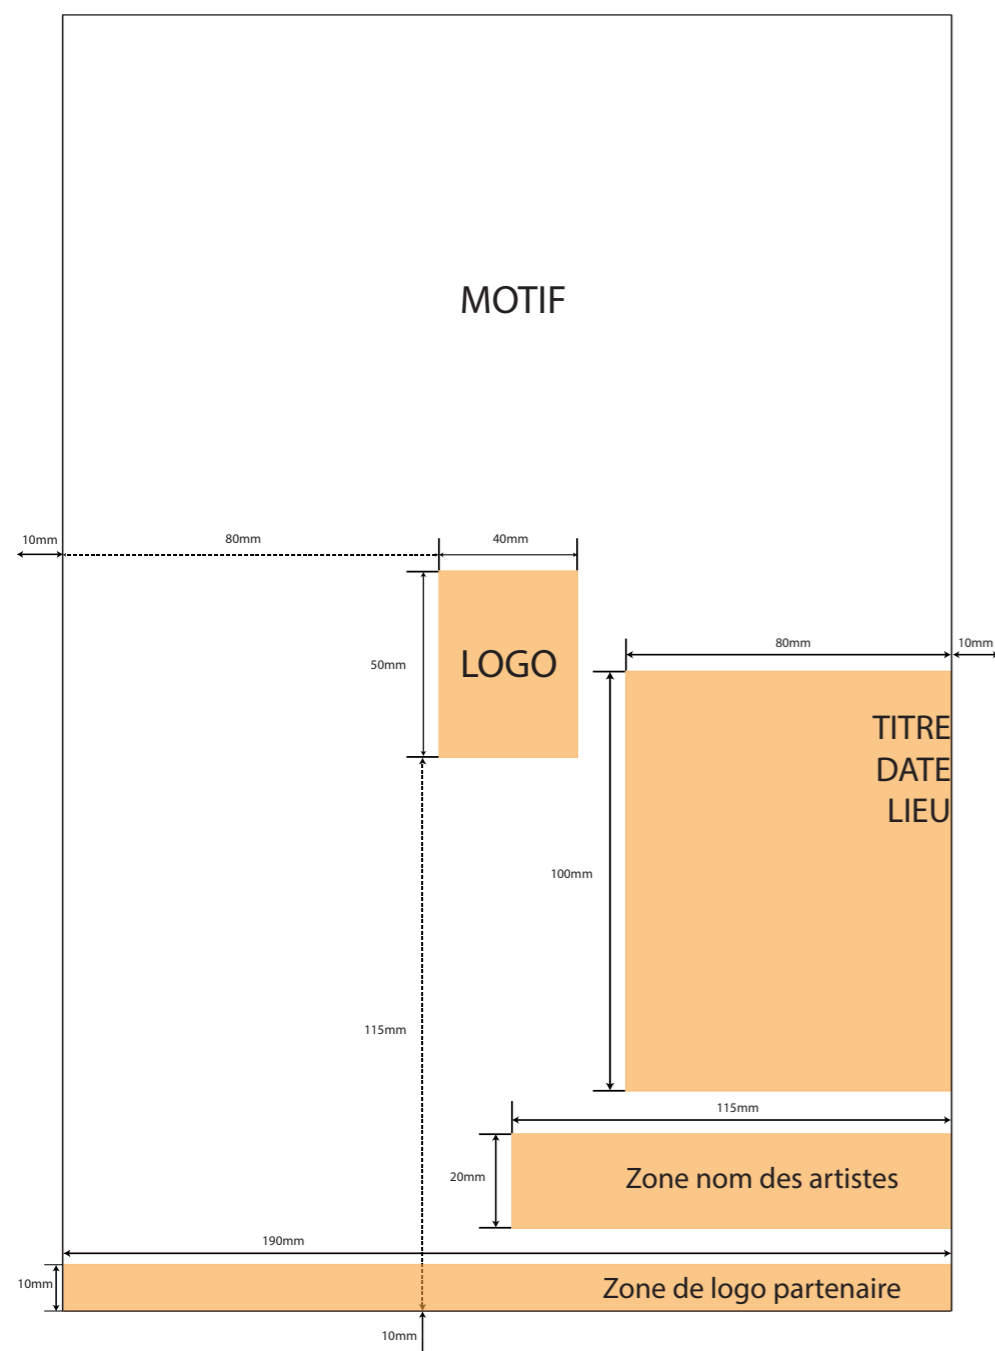 MOTIF
10mm
80mm
40mm
50mm
LOGO
80mm
10mm
TITRE
DATE
LIEU
100mm
115mm
115mm
20mm
Zone nom des artistes
190mm
10mm
Zone de logo partenaire
10mm